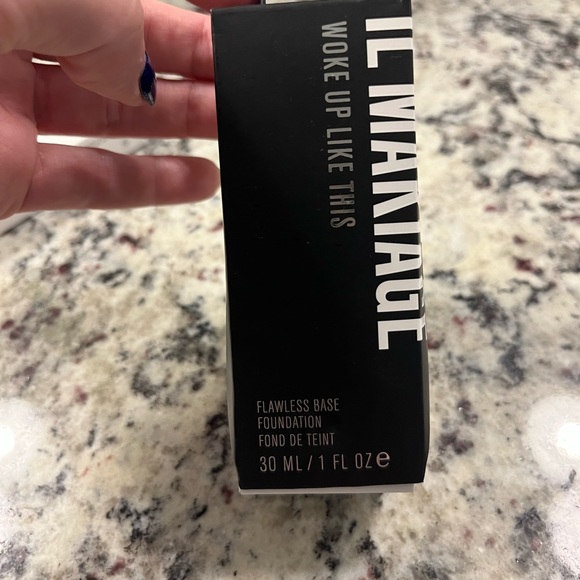 IL MAKIAGE
WOKE UP LIKE THIS
FLAWLESS BASE
FOUNDATION
FOND DE TEINT
30 ML / 1 FL OZ ℮